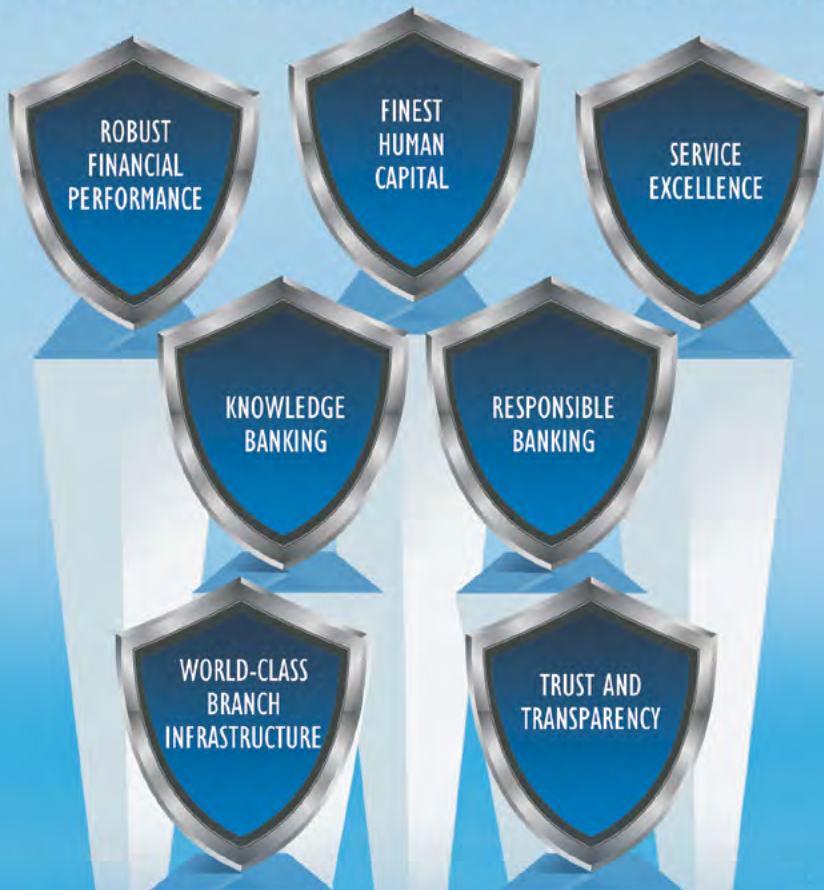 ROBUST
FINANCIAL
PERFORMANCE
FINEST
HUMAN
CAPITAL
SERVICE
EXCELLENCE
KNOWLEDGE
BANKING
RESPONSIBLE
BANKING
WORLD-CLASS
BRANCH
INFRASTRUCTURE
TRUST AND
TRANSPARENCY